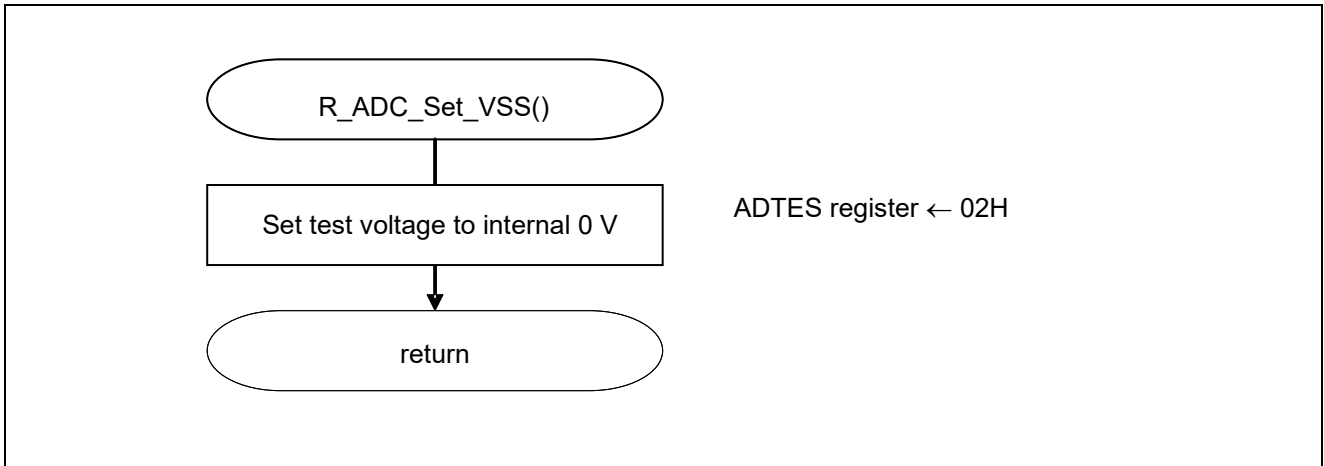 R_ADC_Set_VSS()
Set test voltage to internal 0 V
ADTES register ← 02H
return